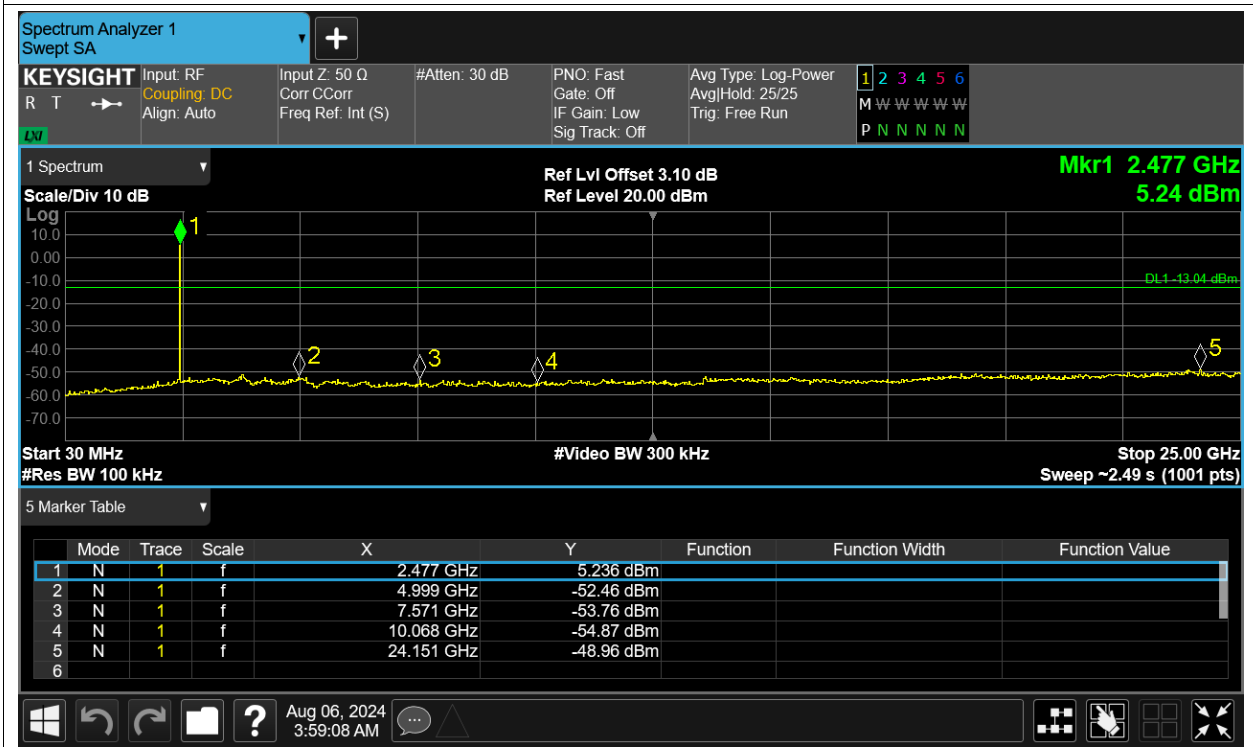 Spectrum Analyzer 1
Swept SA
KEYSIGHT
R T
LXI
Input: RF
Coupling: DC
Align: Auto
Input Z: 50 Ω
Corr CCorr
Freq Ref: Int (S)
#Atten: 30 dB
PNO: Fast
Gate: Off
IF Gain: Low
Sig Track: Off
Avg Type: Log-Power
Avg|Hold: 25/25
Trig: Free Run
1 2 3 4 5 6
M W W W W W
P N N N N N
1 Spectrum
Scale/Div 10 dB
Ref Lvl Offset 3.10 dB
Ref Level 20.00 dBm
Mkr1 2.477 GHz
5.24 dBm
Log
10.0
0.00
-10.0
-20.0
-30.0
-40.0
-50.0
-60.0
-70.0
1
2
3
4
5
DL1 -13.04 dBm
Start 30 MHz
#Video BW 300 kHz
Stop 25.00 GHz
#Res BW 100 kHz
Sweep ~2.49 s (1001 pts)
5 Marker Table
Mode Trace Scale X Y Function Function Width Function Value
1 N 1 f 2.477 GHz 5.236 dBm
2 N 1 f 4.999 GHz -52.46 dBm
3 N 1 f 7.571 GHz -53.76 dBm
4 N 1 f 10.068 GHz -54.87 dBm
5 N 1 f 24.151 GHz -48.96 dBm
6
?
Aug 06, 2024
3:59:08 AM